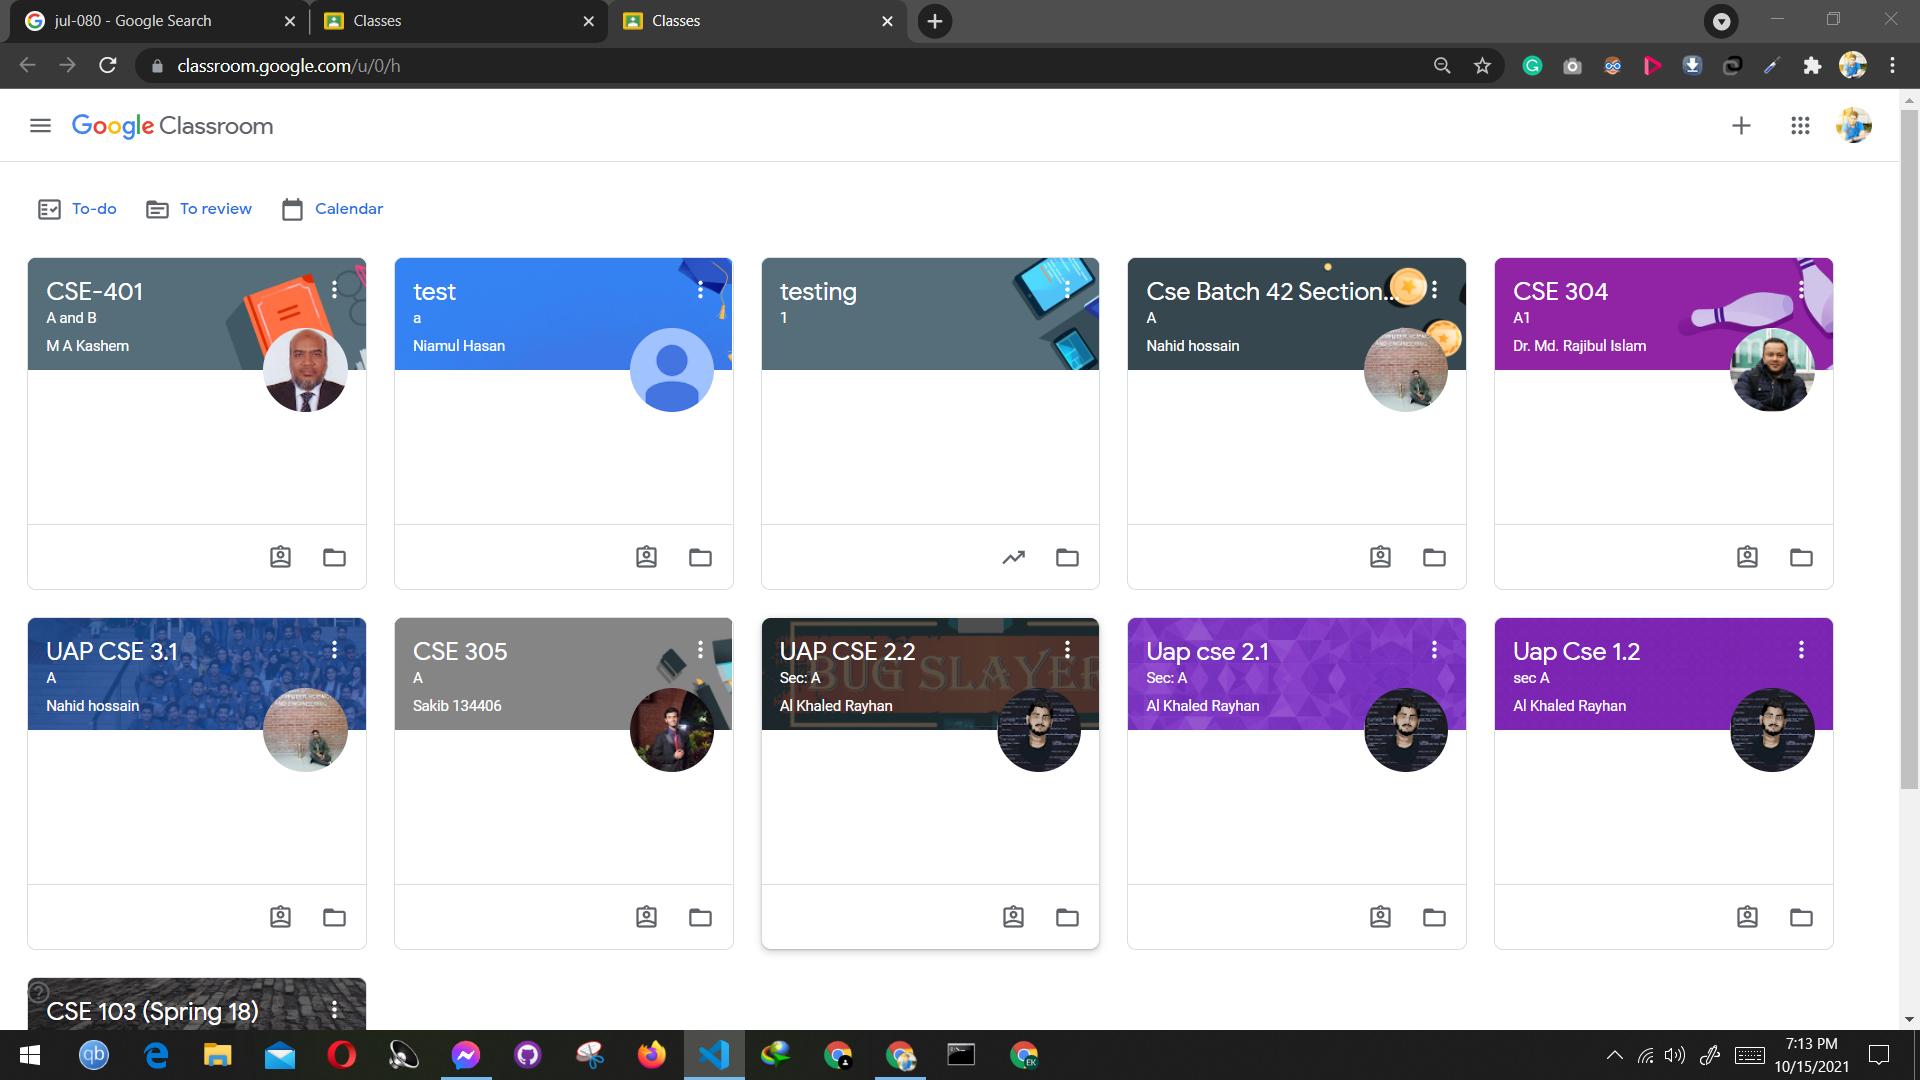 jul-080 - Google Search
Classes
Classes
classroom.google.com/u/0/h
Google Classroom
To-do
To review
Calendar
CSE-401
A and B
M A Kashem
test
a
Niamul Hasan
testing
1
Cse Batch 42 Section...
A
Nahid hossain
CSE 304
A1
Dr. Md. Rajibul Islam
UAP CSE 3.1
A
Nahid hossain
CSE 305
A
Sakib 134406
UAP CSE 2.2
Sec: A
BUG SLAYER
Al Khaled Rayhan
Uap cse 2.1
Sec: A
Al Khaled Rayhan
Uap Cse 1.2
sec A
Al Khaled Rayhan
CSE 103 (Spring 18)
qb
EK
7:13 PM
10/15/2021